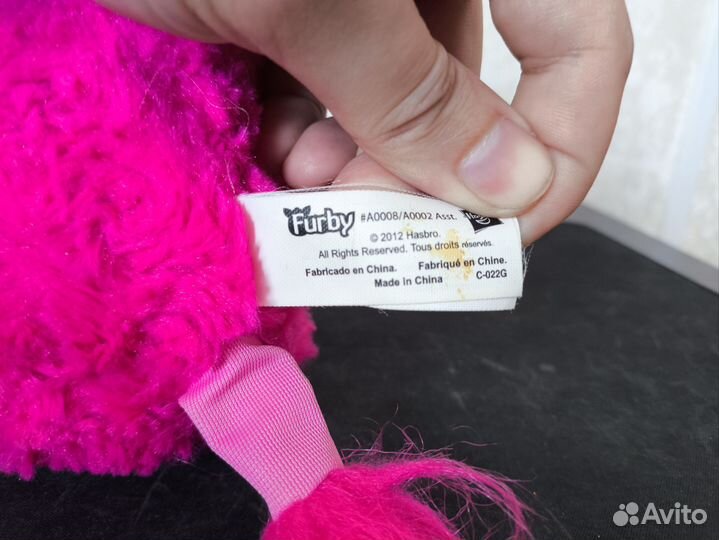 Furby #A0008/A0002 Asst.
© 2012 Hasbro.
All Rights Reserved. Tous droits réservés.
Fabricado en China. Fabriqué en Chine.
Made in China C-022G
Avito